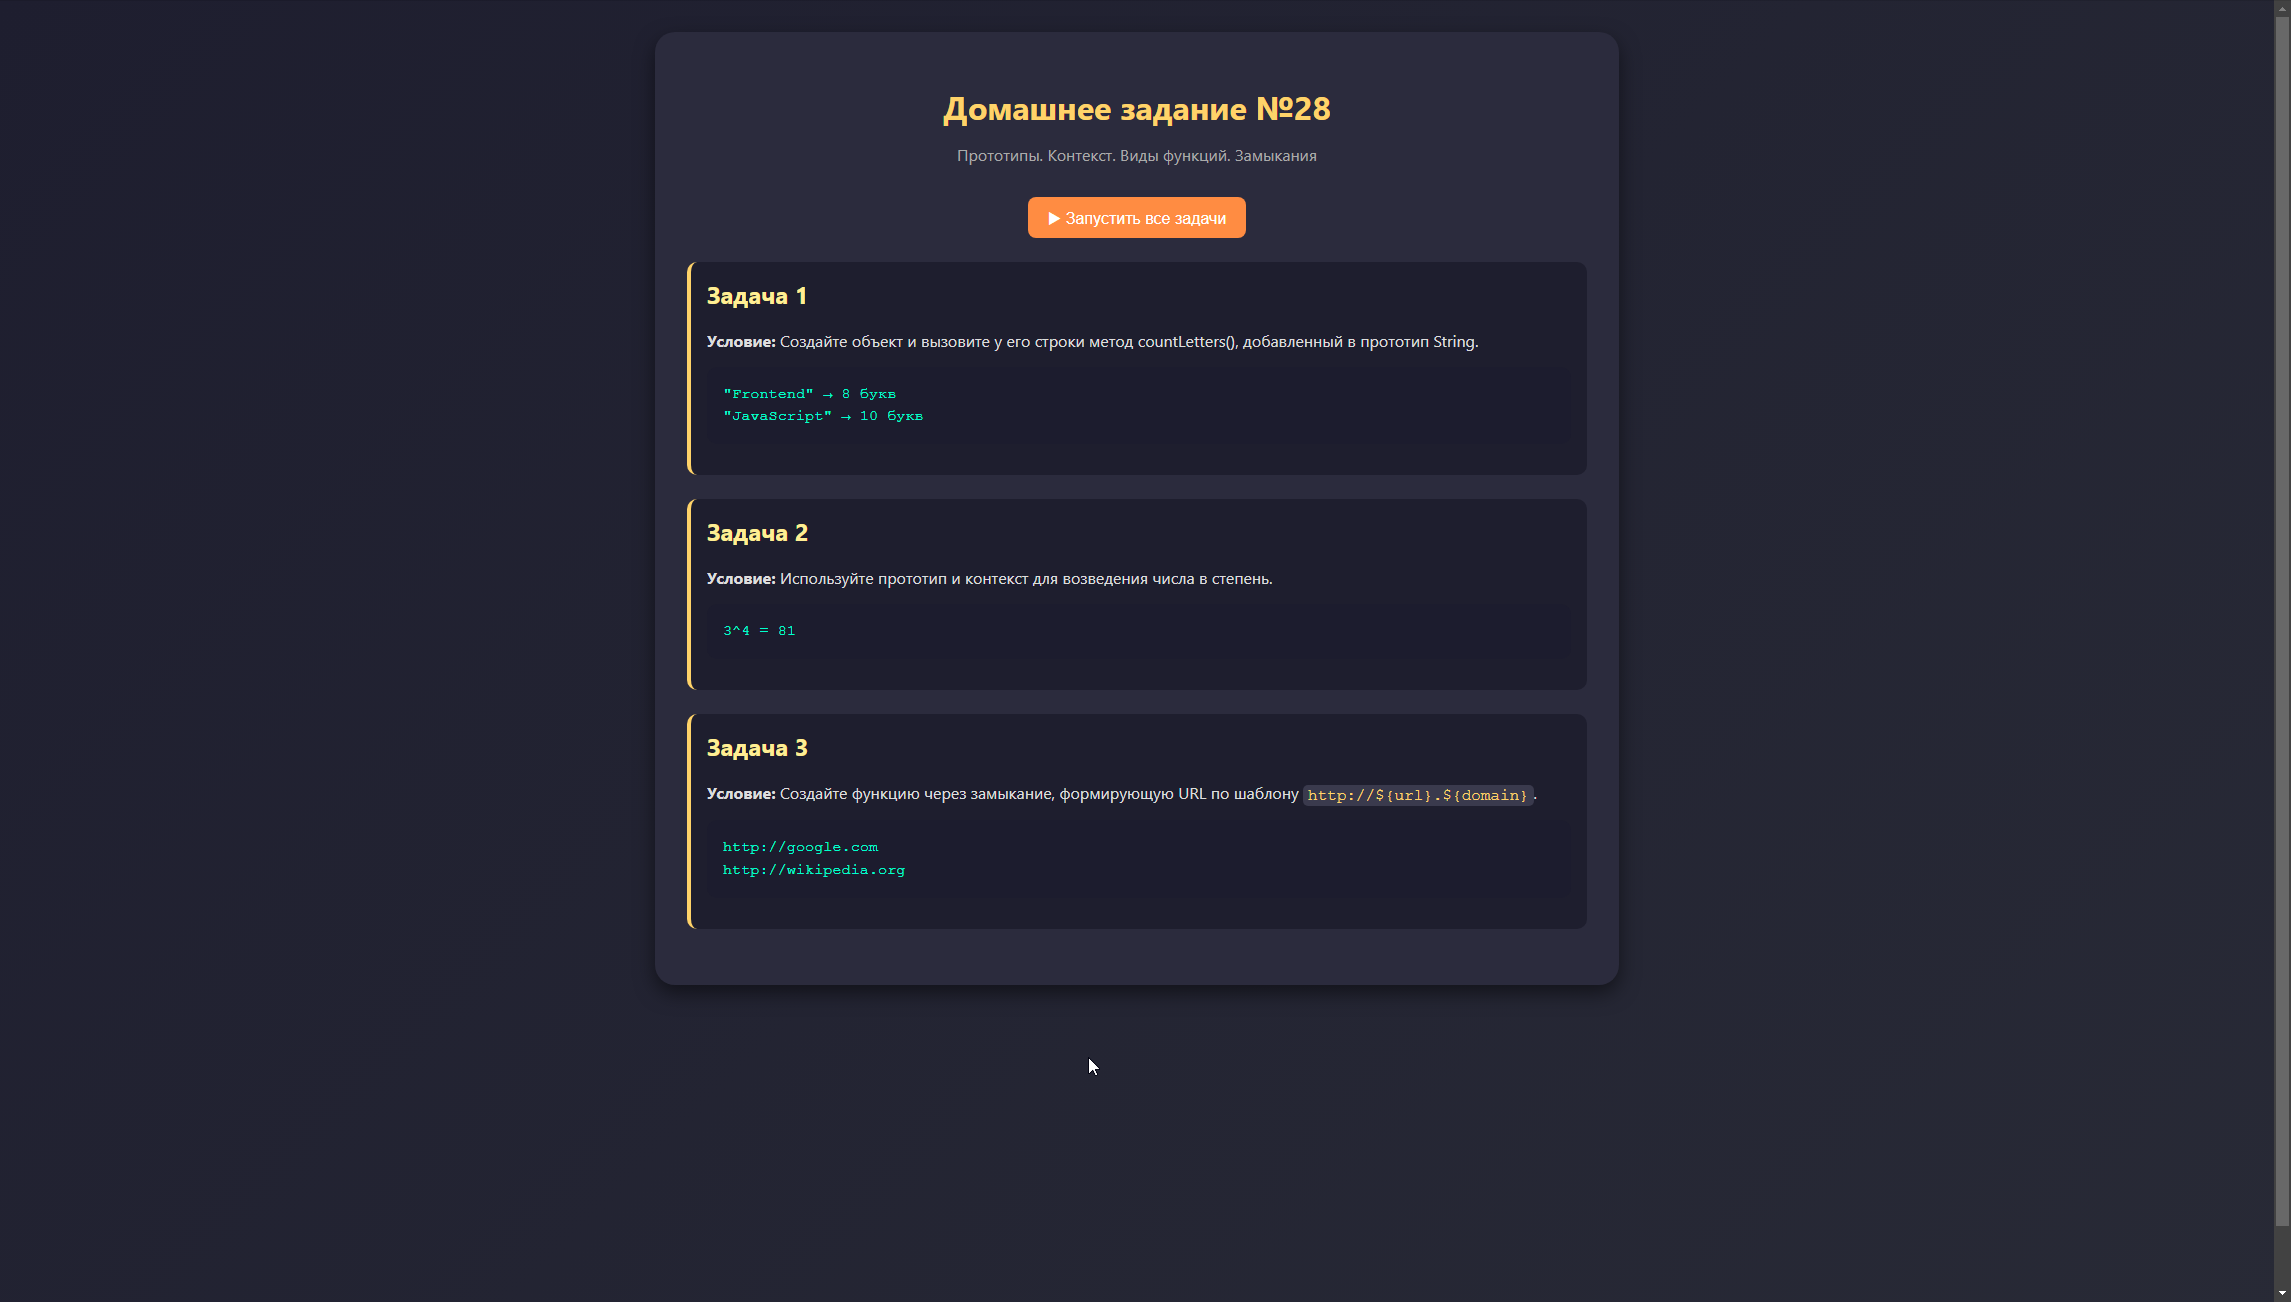 Домашнее задание №28
Прототипы. Контекст. Виды функций. Замыкания
▶ Запустить все задачи
Задача 1
Условие: Создайте объект и вызовите у его строки метод countLetters(), добавленный в прототип String.
"Frontend" → 8 букв
"JavaScript" → 10 букв
Задача 2
Условие: Используйте прототип и контекст для возведения числа в степень.
3^4 = 81
Задача 3
Условие: Создайте функцию через замыкание, формирующую URL по шаблону http://${url}.${domain}.
http://google.com
http://wikipedia.org